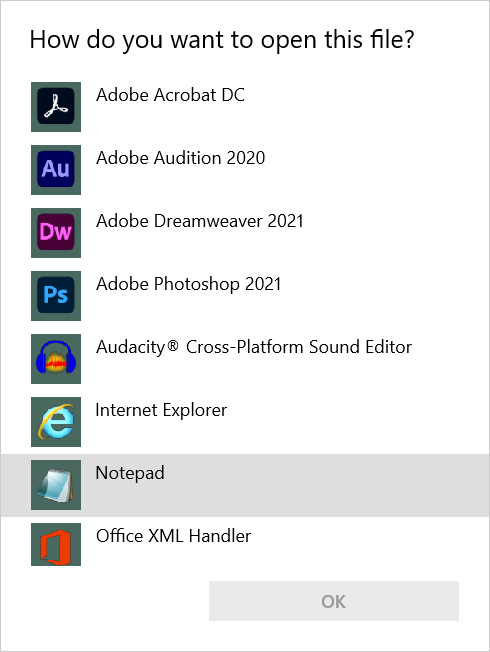 How do you want to open this file?
Adobe Acrobat DC
Au
Adobe Audition 2020
Dw
Adobe Dreamweaver 2021
Ps
Adobe Photoshop 2021
Audacity® Cross-Platform Sound Editor
Internet Explorer
Notepad
Office XML Handler
OK